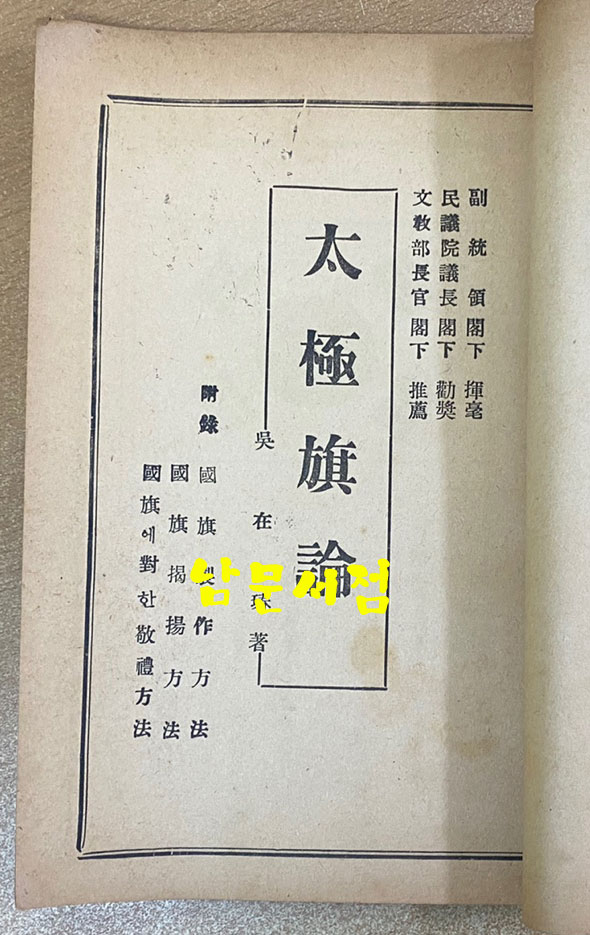 副統領閣下 揮毫
民議院議長閣下 勸奬
文敎部長官閣下 推薦
太極旗論
吳在珠著
附錄 國旗製作方法
國旗揭揚方法
國旗에對한敬禮方法
삼문서점